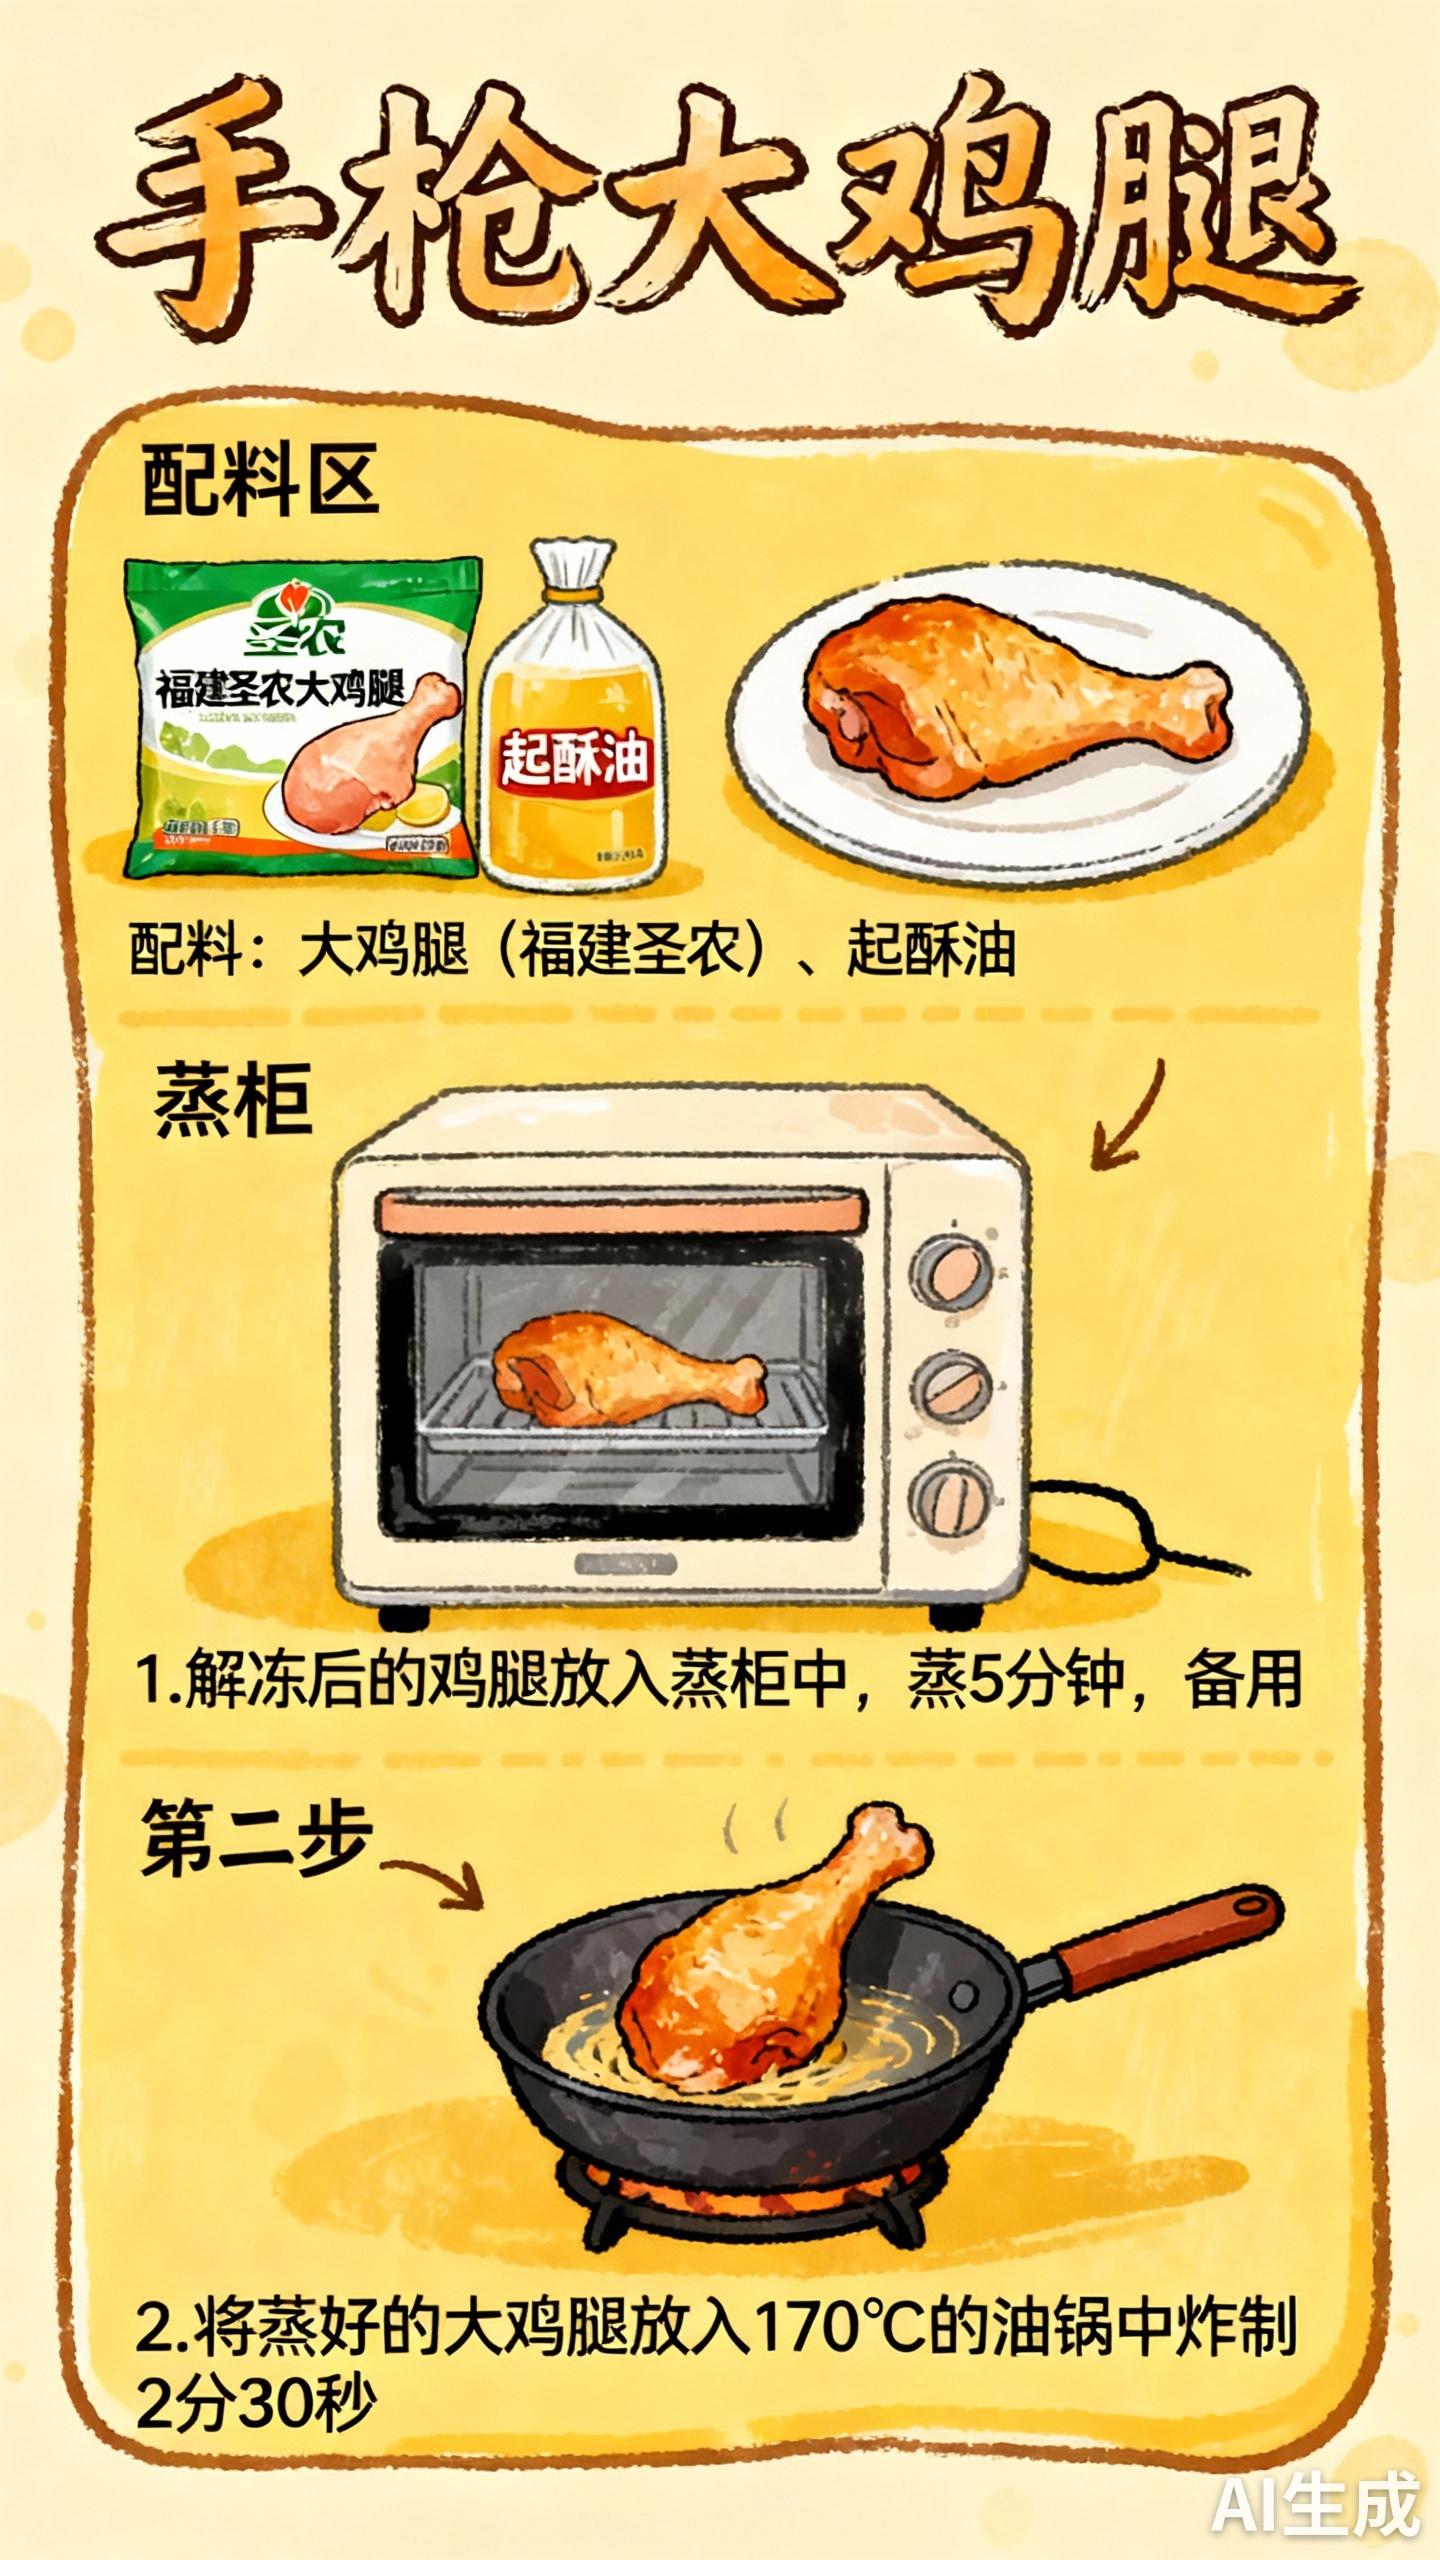 手枪大鸡腿
配料区
圣农
福建圣农大鸡腿
起酥油
配料：大鸡腿（福建圣农）、起酥油
蒸柜
1.解冻后的鸡腿放入蒸柜中，蒸5分钟，备用
第二步
2.将蒸好的大鸡腿放入170℃的油锅中炸制
2分30秒
AI生成